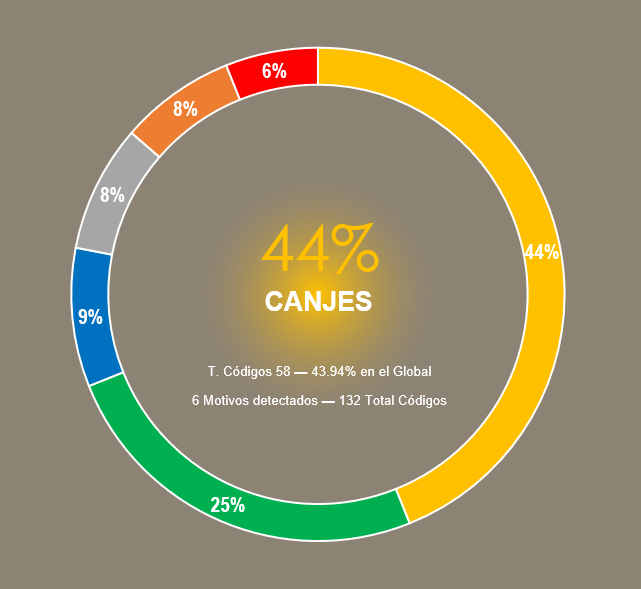 6%
8%
8%
44%
44%
CANJES
9%
T. Códigos 58 — 43.94% en el Global
6 Motivos detectados — 132 Total Códigos
25%